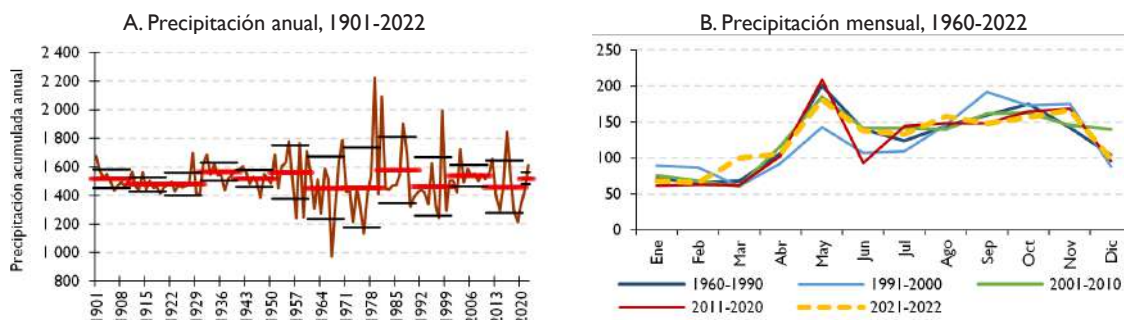 A. Precipitación anual, 1901-2022
Precipitación acumulada anual
2 400
2 200
2 000
1 800
1 600
1 400
1 200
1 000
800
1901
1908
1915
1922
1929
1936
1943
1950
1957
1964
1971
1978
1985
1992
1999
2006
2013
2020
B. Precipitación mensual, 1960-2022
250
200
150
100
50
0
Ene
Feb
Mar
Abr
May
Jun
Jul
Ago
Sep
Oct
Nov
Dic
1960-1990
1991-2000
2001-2010
2011-2020
2021-2022